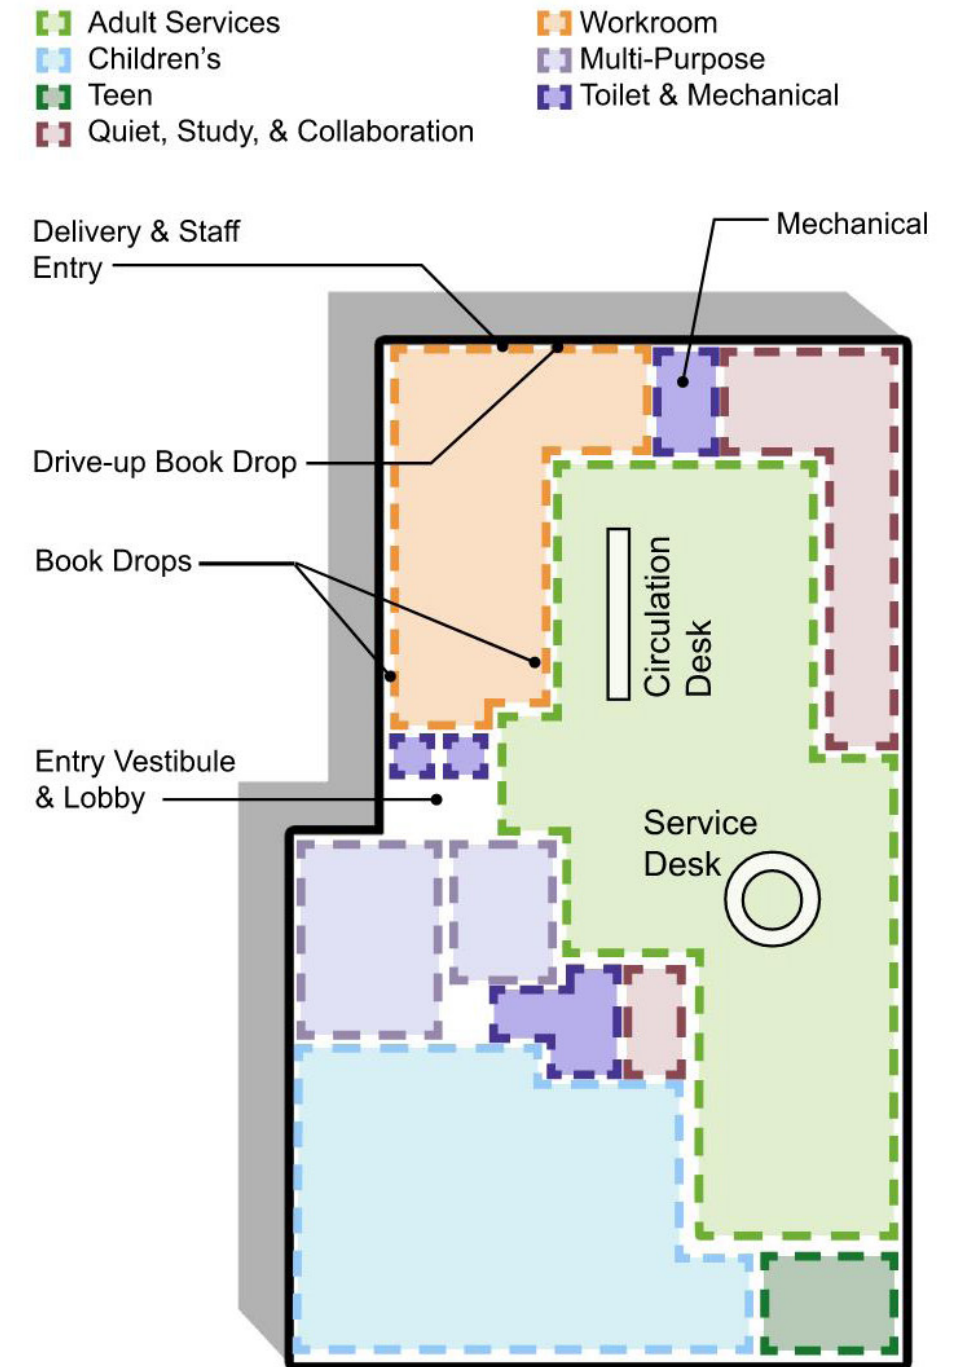 Adult Services
Children's
Teen
Quiet, Study, & Collaboration
Workroom
Multi-Purpose
Toilet & Mechanical
Delivery & Staff
Entry
Mechanical
Drive-up Book Drop
Book Drops
Circulation
Desk
Entry Vestibule
& Lobby
Service
Desk